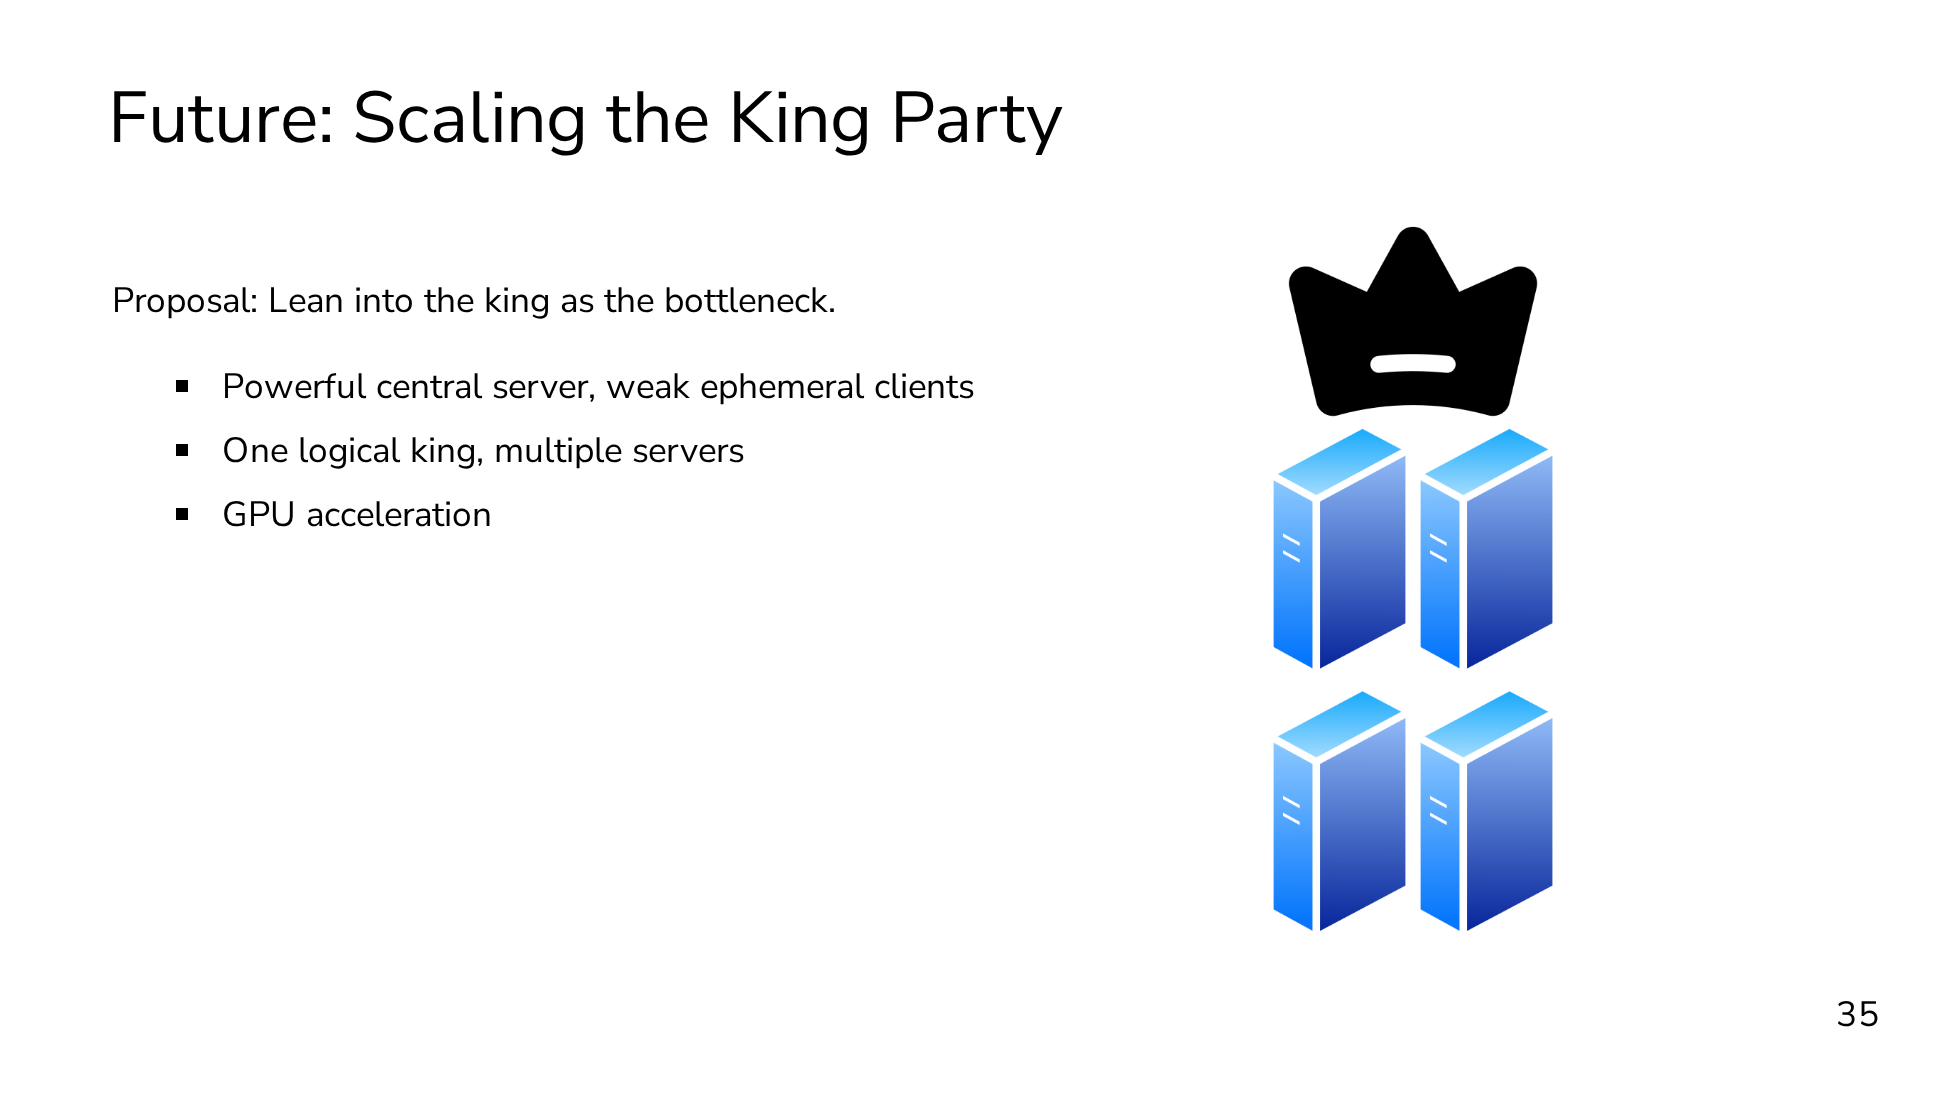 Future: Scaling the King Party
Proposal: Lean into the king as the bottleneck.
▪ Powerful central server, weak ephemeral clients
▪ One logical king, multiple servers
▪ GPU acceleration
35